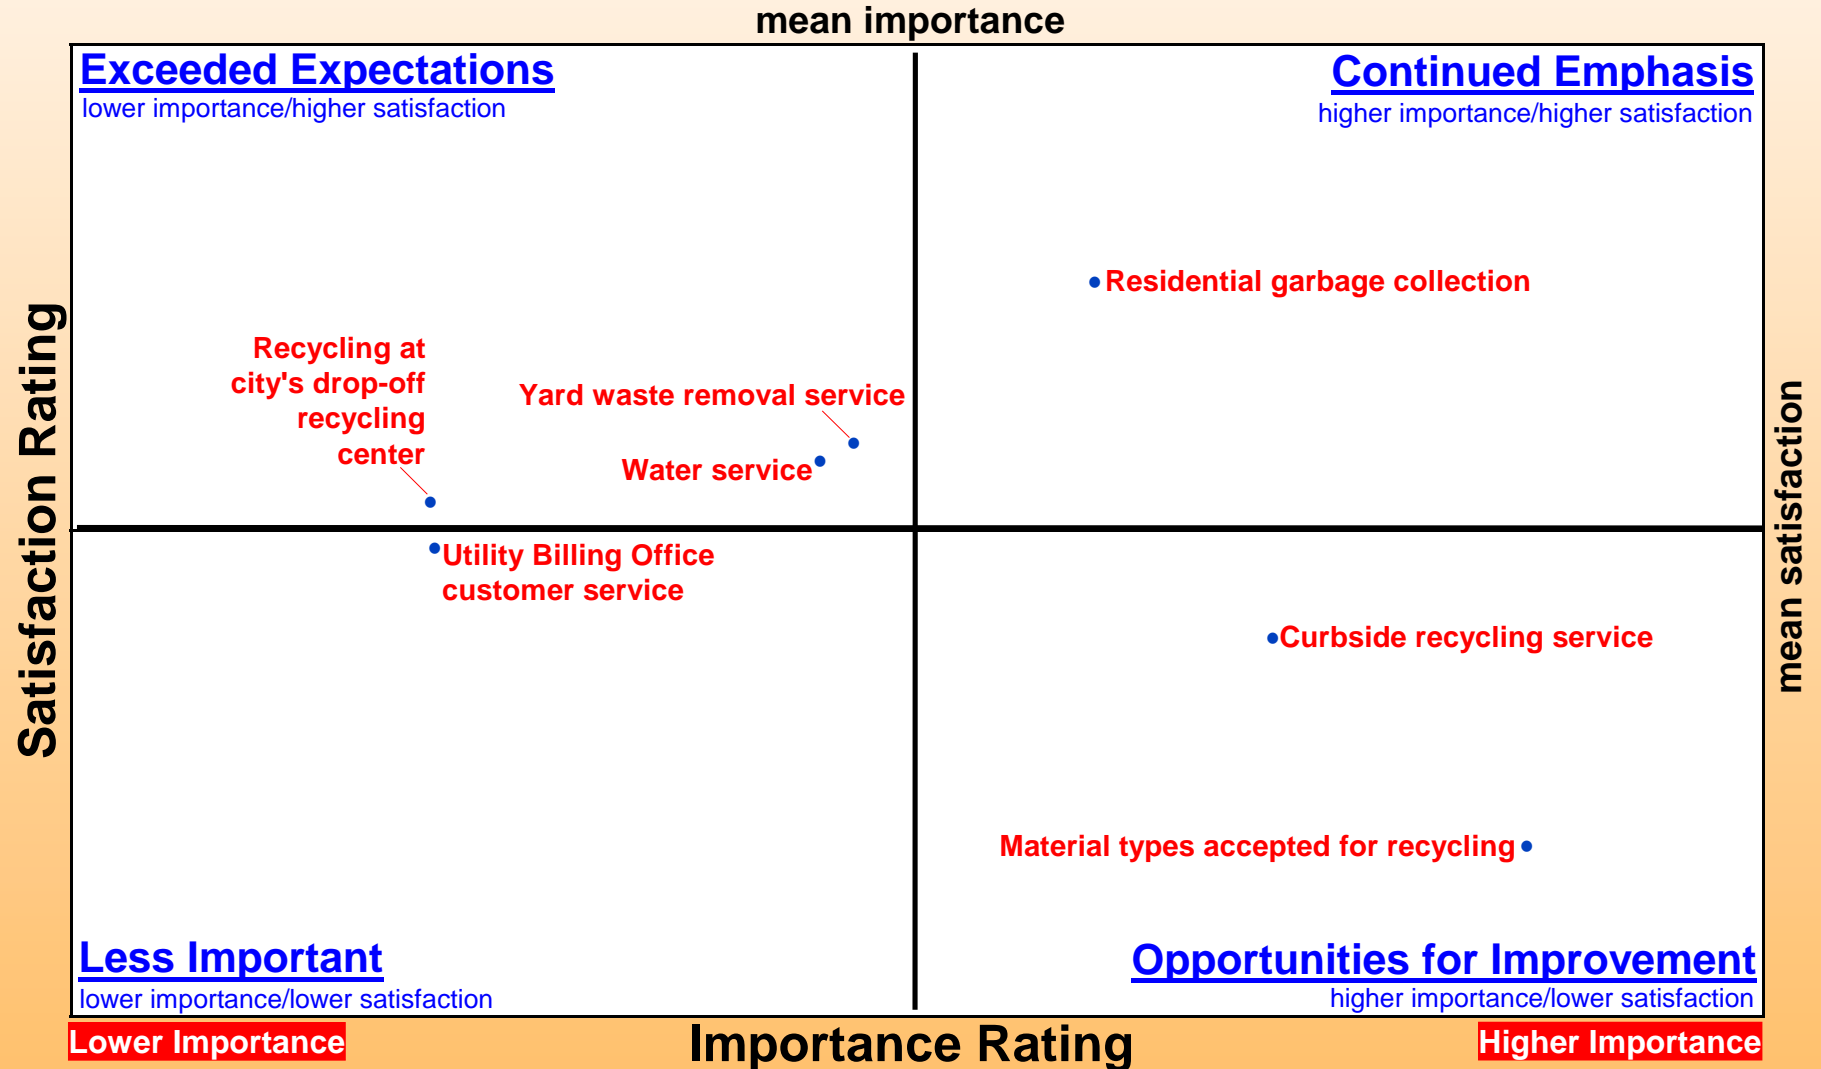 mean importance
Exceeded Expectations
lower importance/higher satisfaction
Continued Emphasis
higher importance/higher satisfaction
Residential garbage collection
Recycling at
city's drop-off
recycling
center
Yard waste removal service
Water service
Utility Billing Office
customer service
Curbside recycling service
Material types accepted for recycling
Satisfaction Rating
mean satisfaction
Less Important
lower importance/lower satisfaction
Opportunities for Improvement
higher importance/lower satisfaction
Lower Importance
Importance Rating
Higher Importance